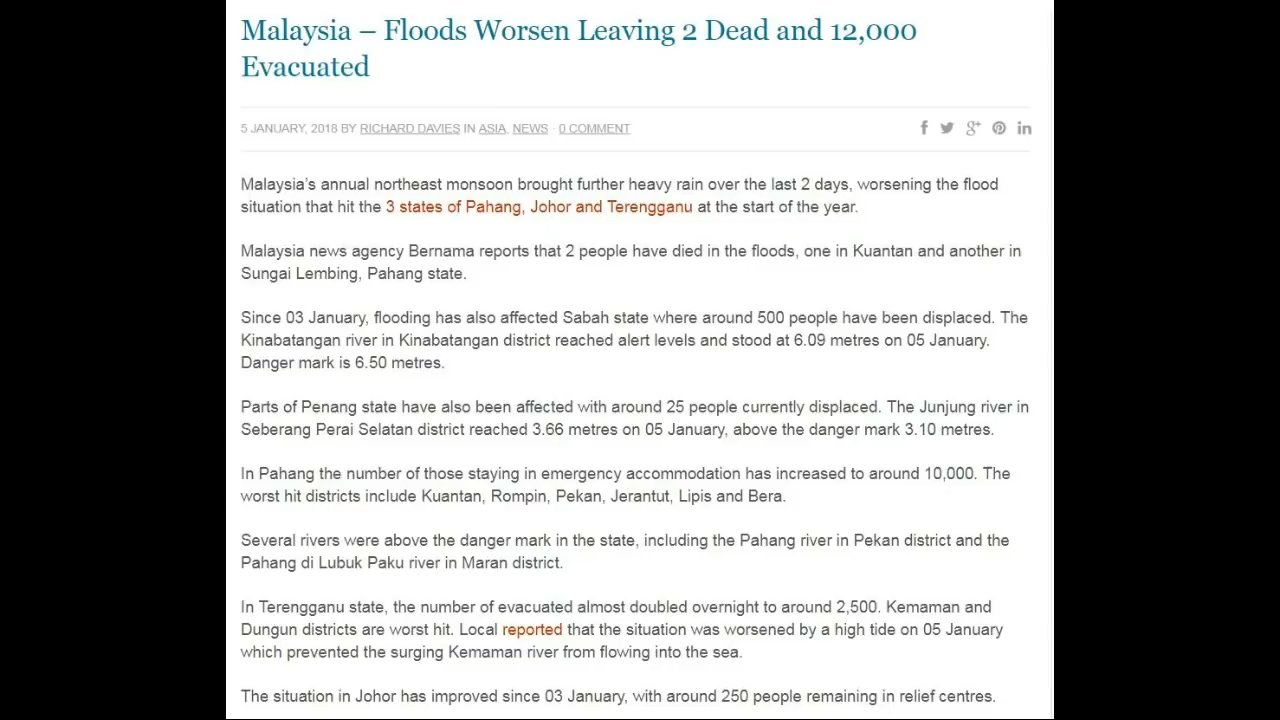 Malaysia – Floods Worsen Leaving 2 Dead and 12,000
Evacuated
5 JANUARY, 2018 BY RICHARD DAVIES IN ASIA, NEWS · 0 COMMENT
Malaysia's annual northeast monsoon brought further heavy rain over the last 2 days, worsening the flood
situation that hit the 3 states of Pahang, Johor and Terengganu at the start of the year.
Malaysia news agency Bernama reports that 2 people have died in the floods, one in Kuantan and another in
Sungai Lembing, Pahang state.
Since 03 January, flooding has also affected Sabah state where around 500 people have been displaced. The
Kinabatangan river in Kinabatangan district reached alert levels and stood at 6.09 metres on 05 January.
Danger mark is 6.50 metres.
Parts of Penang state have also been affected with around 25 people currently displaced. The Junjung river in
Seberang Perai Selatan district reached 3.66 metres on 05 January, above the danger mark 3.10 metres.
In Pahang the number of those staying in emergency accommodation has increased to around 10,000. The
worst hit districts include Kuantan, Rompin, Pekan, Jerantut, Lipis and Bera.
Several rivers were above the danger mark in the state, including the Pahang river in Pekan district and the
Pahang di Lubuk Paku river in Maran district.
In Terengganu state, the number of evacuated almost doubled overnight to around 2,500. Kemaman and
Dungun districts are worst hit. Local reported that the situation was worsened by a high tide on 05 January
which prevented the surging Kemaman river from flowing into the sea.
The situation in Johor has improved since 03 January, with around 250 people remaining in relief centres.